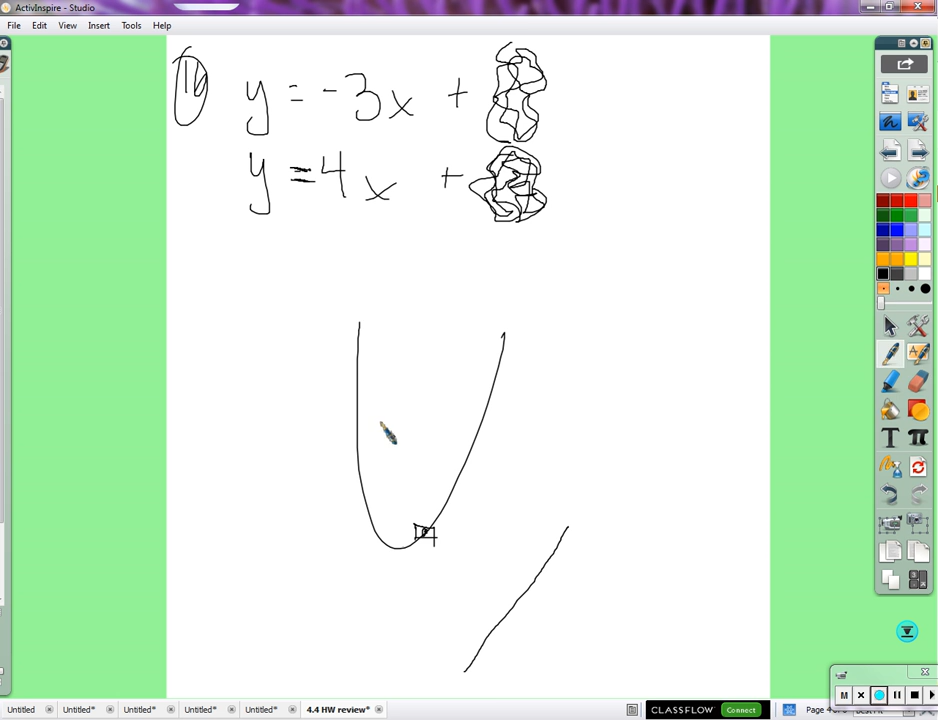 ActivInspire - Studio
File Edit View Insert Tools Help
16 y = -3x +
y = 4x +
T π
Untitled Untitled* Untitled* Untitled* Untitled* 4.4 HW review*
CLASSFLOW Connect
M